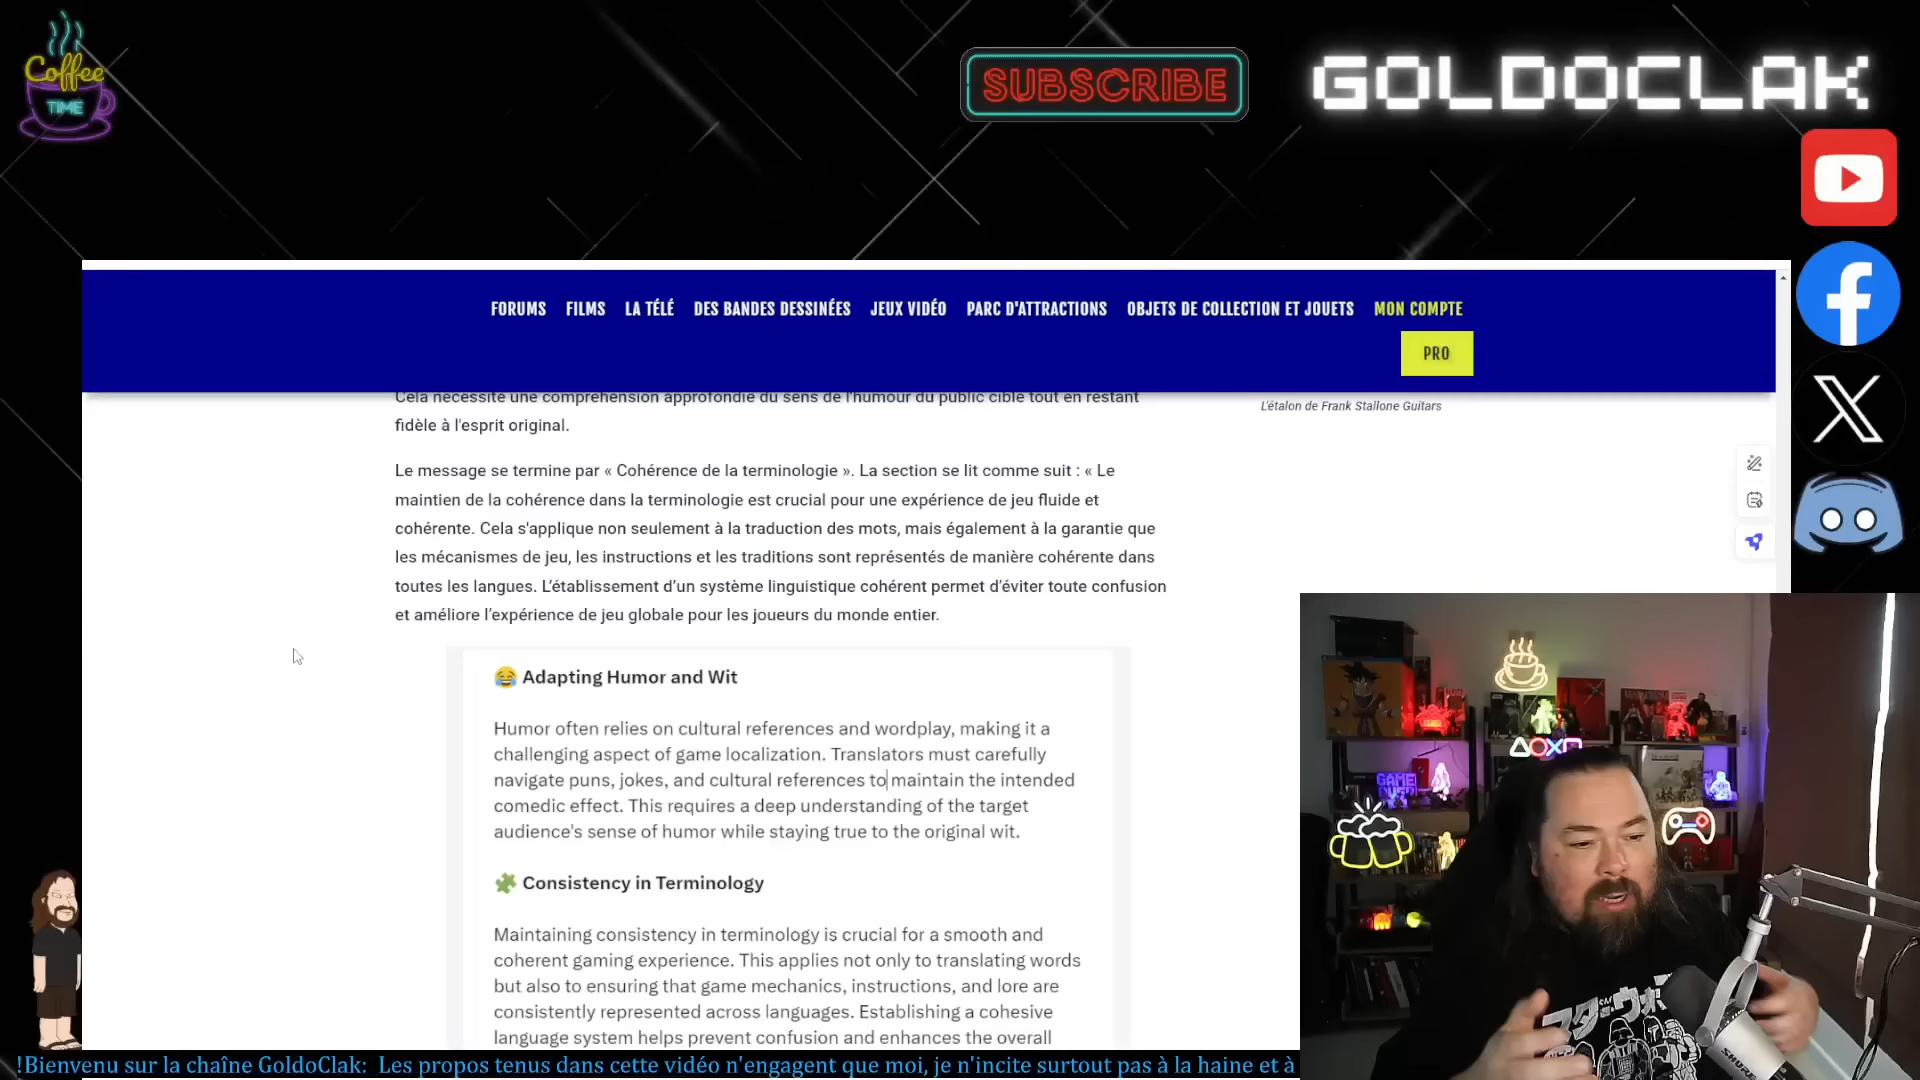 Coffee
TIME
SUBSCRIBE
GOLDOCLAK
FORUMS FILMS LA TÉLÉ DES BANDES DESSINÉES JEUX VIDÉO PARC D'ATTRACTIONS OBJETS DE COLLECTION ET JOUETS MON COMPTE
PRO
Cela nécessite une compréhension approfondie du sens de l'humour du public cible tout en restant
fidèle à l'esprit original.
L'étalon de Frank Stallone Guitars
Le message se termine par « Cohérence de la terminologie ». La section se lit comme suit : « Le
maintien de la cohérence dans la terminologie est crucial pour une expérience de jeu fluide et
cohérente. Cela s'applique non seulement à la traduction des mots, mais également à la garantie que
les mécanismes de jeu, les instructions et les traditions sont représentés de manière cohérente dans
toutes les langues. L'établissement d'un système linguistique cohérent permet d'éviter toute confusion
et améliore l'expérience de jeu globale pour les joueurs du monde entier.
😂 Adapting Humor and Wit
Humor often relies on cultural references and wordplay, making it a
challenging aspect of game localization. Translators must carefully
navigate puns, jokes, and cultural references to maintain the intended
comedic effect. This requires a deep understanding of the target
audience's sense of humor while staying true to the original wit.
🧩 Consistency in Terminology
Maintaining consistency in terminology is crucial for a smooth and
coherent gaming experience. This applies not only to translating words
but also to ensuring that game mechanics, instructions, and lore are
consistently represented across languages. Establishing a cohesive
language system helps prevent confusion and enhances the overall
GAME
OVER
スター・ウォ
SHURE
!Bienvenu sur la chaîne GoldoClak: Les propos tenus dans cette vidéo n'engagent que moi, je n'incite surtout pas à la haine et à